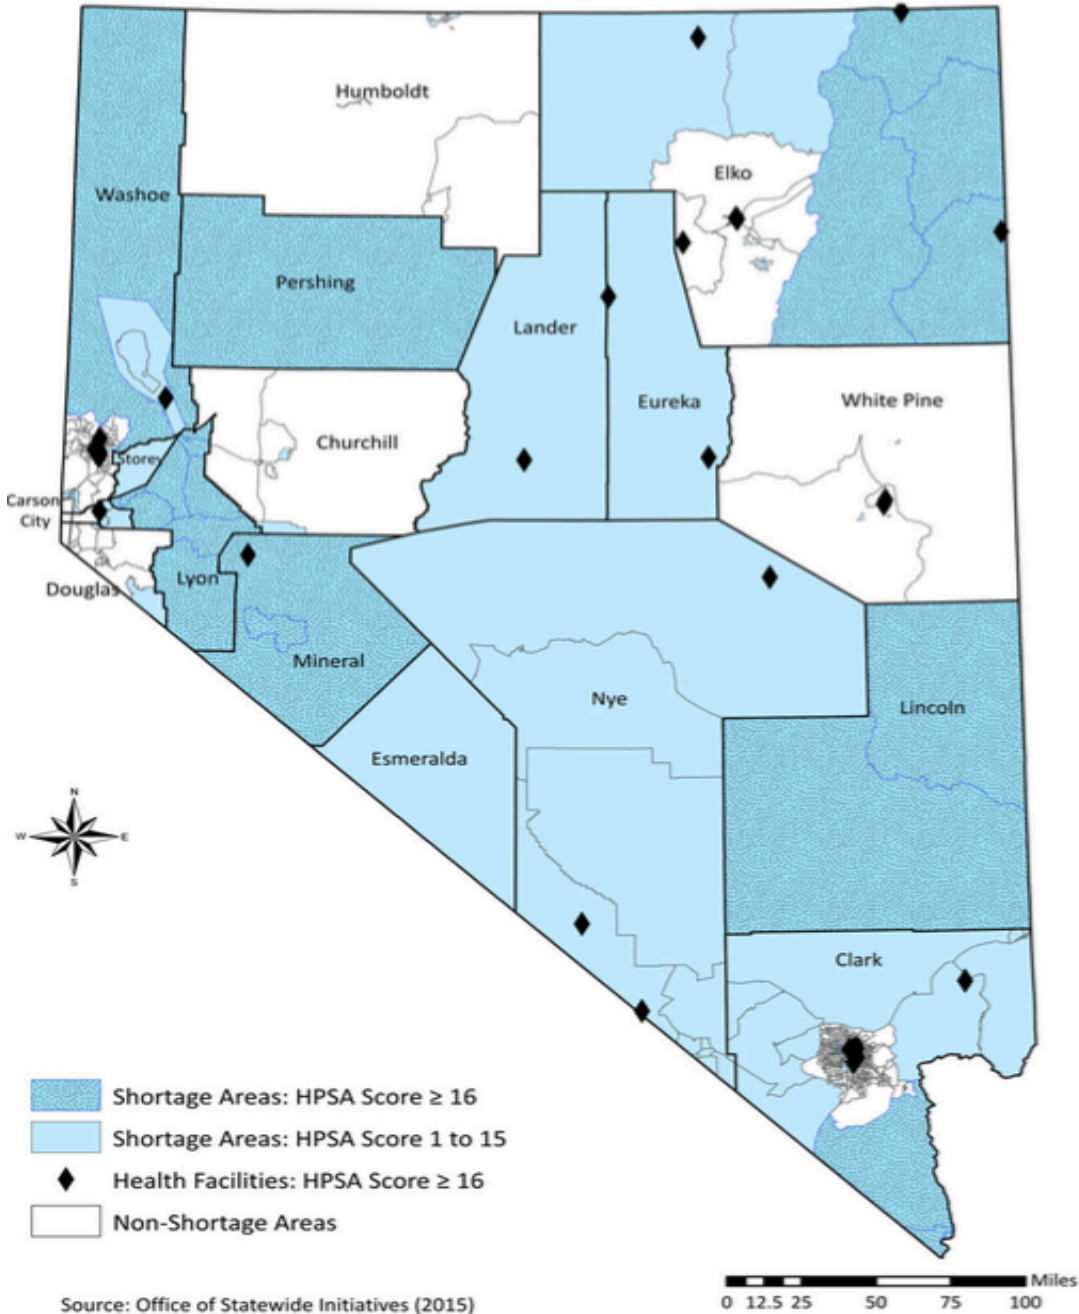 Humboldt
Elko
Washoe
Pershing
Lander
Eureka
White Pine
Churchill
Storey
Carson
City
Douglas
Lyon
Mineral
Nye
Lincoln
Esmeralda
N
W
E
S
Clark
Shortage Areas: HPSA Score ≥ 16
Shortage Areas: HPSA Score 1 to 15
Health Facilities: HPSA Score ≥ 16
Non-Shortage Areas
Miles
0 12.5 25 50 75 100
Source: Office of Statewide Initiatives (2015)